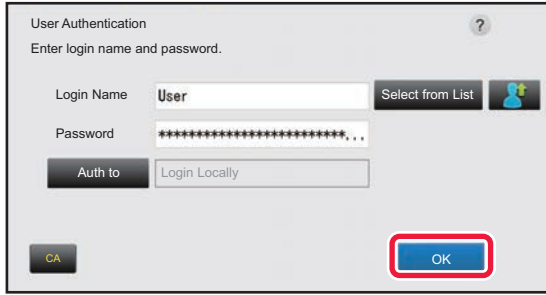 User Authentication
?
Enter login name and password.
Login Name User Select from List
Password **************************...
Auth to Login Locally
CA OK